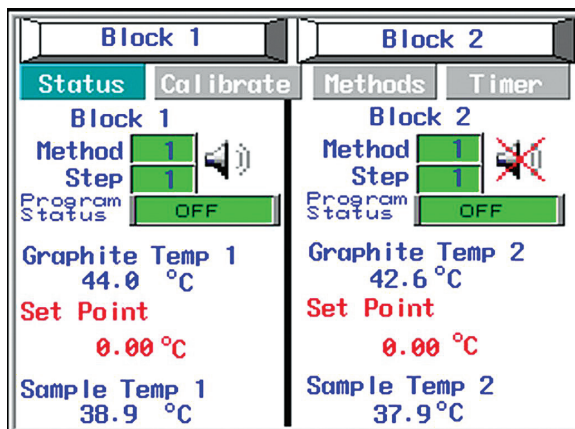 Block 1
Block 2
Status Calibrate Methods Timer
Block 1
Method 1
Step 1
Program Status OFF
Graphite Temp 1
44.0 °C
Set Point
0.00 °C
Sample Temp 1
38.9 °C
Block 2
Method 1
Step 1
Program Status OFF
Graphite Temp 2
42.6 °C
Set Point
0.00 °C
Sample Temp 2
37.9 °C